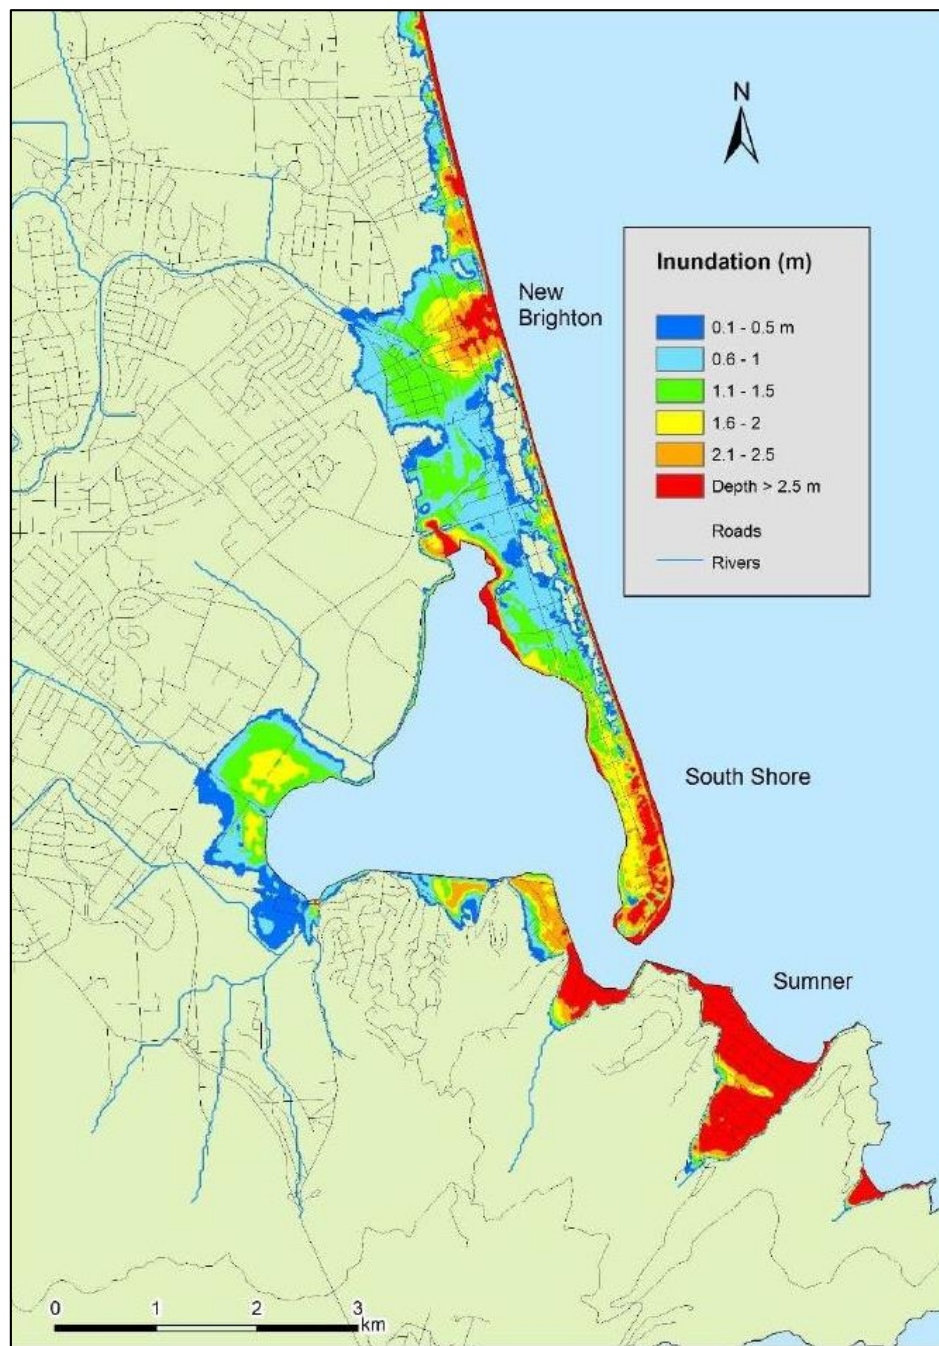 N
Inundation (m)
0.1 - 0.5 m
0.6 - 1
1.1 - 1.5
1.6 - 2
2.1 - 2.5
Depth > 2.5 m
Roads
Rivers
New
Brighton
South Shore
Sumner
0 1 2 3
km